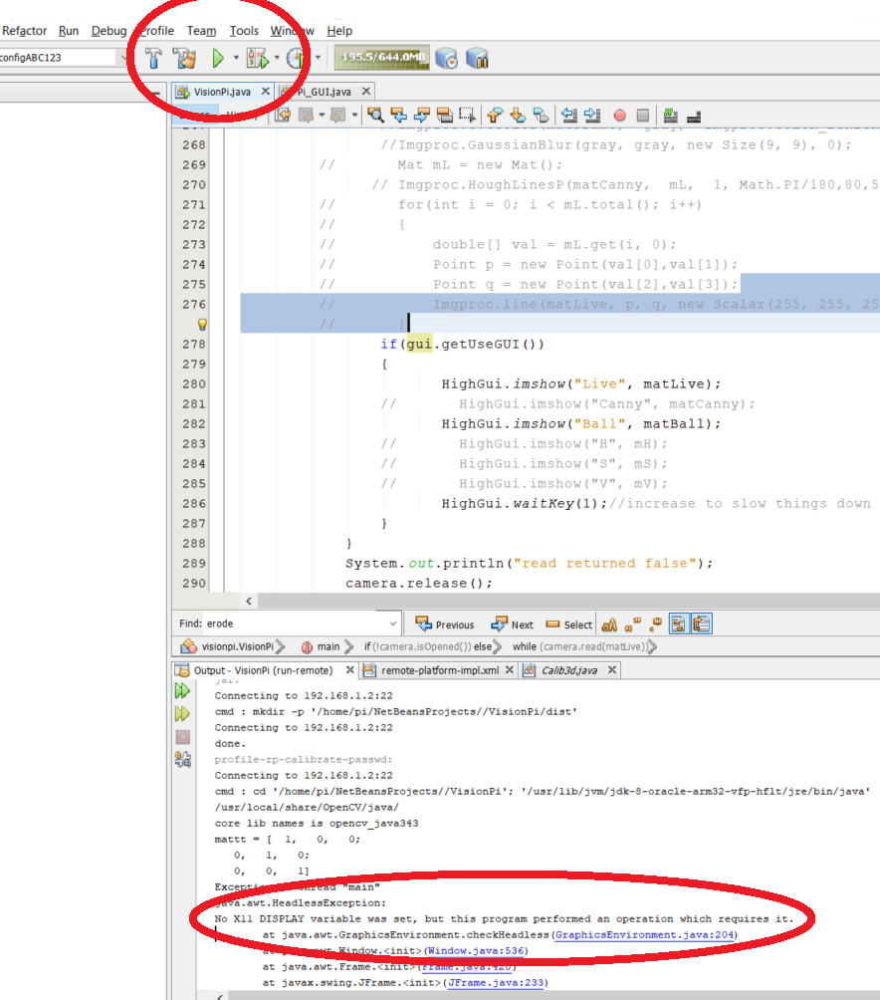 Refactor Run Debug Profile Team Tools Window Help
configABC123
195.5/644.0MB
VisionPi.java Pi_GUI.java
268 //Imgproc.GaussianBlur(gray, gray, new Size(9, 9), 0);
269 // Mat mL = new Mat();
270 // Imgproc.HoughLinesP(matCanny, mL, 1, Math.PI/180,80,5
271 // for(int i = 0; i < mL.total(); i++)
272 // {
273 // double[] val = mL.get(i, 0);
274 // Point p = new Point(val[0],val[1]);
275 // Point q = new Point(val[2],val[3]);
276 // Imgproc.line(matLive, p, q, new Scalar(255, 255, 25
// }
278 if(gui.getUseGUI())
279 {
280 HighGui.imshow("Live", matLive);
281 // HighGui.imshow("Canny", matCanny);
282 HighGui.imshow("Ball", matBall);
283 // HighGui.imshow("H", mH);
284 // HighGui.imshow("S", mS);
285 // HighGui.imshow("V", mV);
286 HighGui.waitKey(1);//increase to slow things down
287 }
288 }
289 System.out.println("read returned false");
290 camera.release();
Find: erode Previous Next Select
visionpi.VisionPi main if (!camera.isOpened()) else while (camera.read(matLive))
Output - VisionPi (run-remote) remote-platform-impl.xml Calib3d.java
jar:
Connecting to 192.168.1.2:22
cmd : mkdir -p '/home/pi/NetBeansProjects//VisionPi/dist'
Connecting to 192.168.1.2:22
done.
profile-rp-calibrate-passwd:
Connecting to 192.168.1.2:22
cmd : cd '/home/pi/NetBeansProjects//VisionPi'; '/usr/lib/jvm/jdk-8-oracle-arm32-vfp-hflt/jre/bin/java'
/usr/local/share/OpenCV/java/
core lib names is opencv_java343
mattt = [ 1, 0, 0;
0, 1, 0;
0, 0, 1]
Exception in thread "main"
java.awt.HeadlessException:
No X11 DISPLAY variable was set, but this program performed an operation which requires it.
at java.awt.GraphicsEnvironment.checkHeadless(GraphicsEnvironment.java:204)
at java.awt.Window.<init>(Window.java:536)
at java.awt.Frame.<init>(Frame.java:420)
at javax.swing.JFrame.<init>(JFrame.java:233)